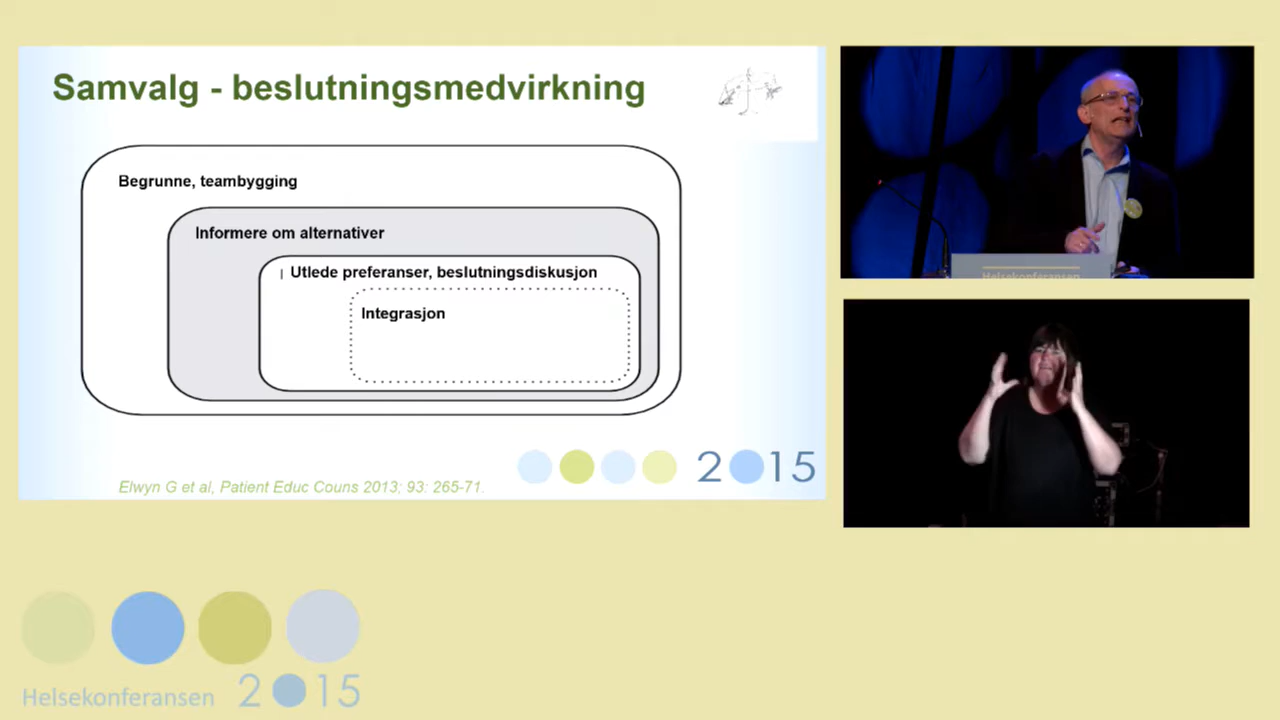 Samvalg - beslutningsmedvirkning
Begrunne, teambygging
Informere om alternativer
Utlede preferanser, beslutningsdiskusjon
Integrasjon
2015
Elwyn G et al, Patient Educ Couns 2013; 93: 265-71.
Helsekonferansen
Helsekonferansen 2015